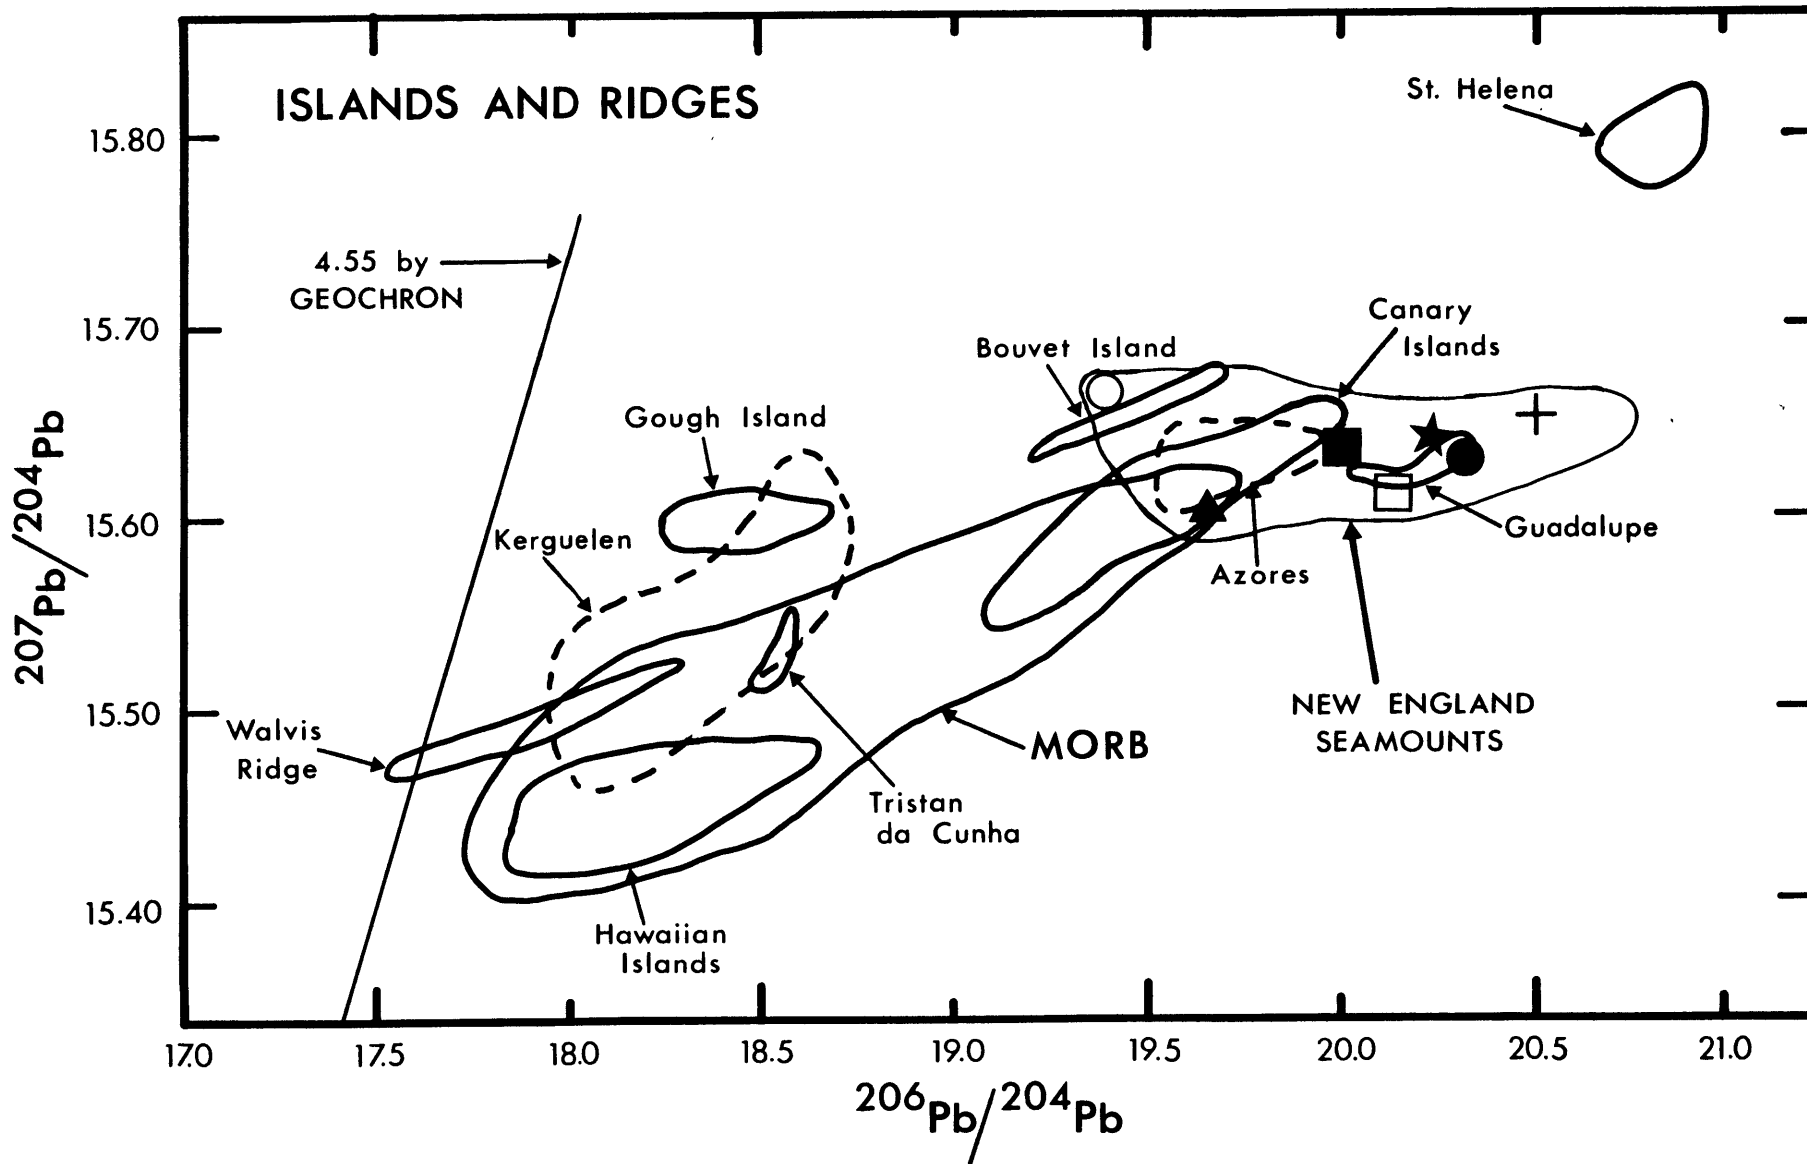 ISLANDS AND RIDGES
St. Helena
15.80
4.55 by
GEOCHRON
15.70
Canary
Islands
Bouvet Island
Gough Island
Kerguelen
15.60
Guadalupe
Azores
207Pb/204Pb
NEW ENGLAND
SEAMOUNTS
15.50
Walvis
Ridge
MORB
Tristan
da Cunha
15.40
Hawaiian
Islands
17.0 17.5 18.0 18.5 19.0 19.5 20.0 20.5 21.0
206Pb/204Pb